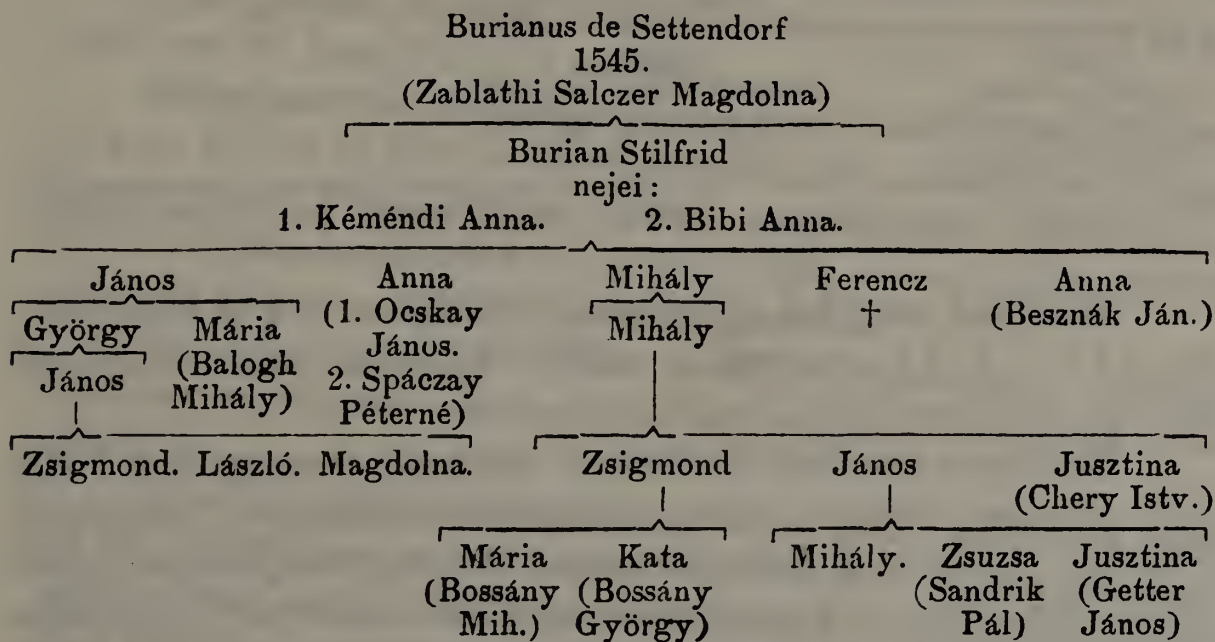 Burianus de Settendorf
1545.
(Zablathi Salczer Magdolna)
Burian Stilfrid
nejei :
1. Kéméndi Anna. 2. Bibi Anna.
János Anna Mihály Ferencz Anna
(1. Ocskay † (Besznák Ján.)
György Mária János. Mihály
(Balogh 2. Spáczay
János Mihály) Péterné)
Zsigmond. László. Magdolna. Zsigmond János Jusztina
(Chery Istv.)
Mária Kata Mihály. Zsuzsa Jusztina
(Bossány (Bossány (Sandrik (Getter
Mih.) György) Pál) János)